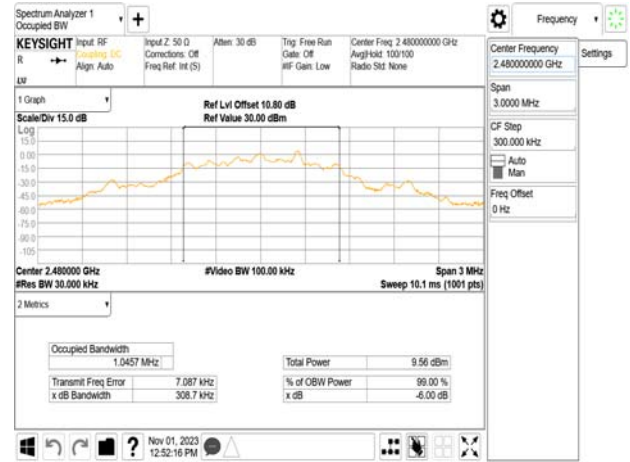 Spectrum Analyzer 1
Occupied BW
+
Frequency
KEYSIGHT
R
Input: RF
Coupling: DC
Align: Auto
Input Z: 50 Ω
Corrections: Off
Freq Ref: Int (S)
Atten: 30 dB
Trig: Free Run
Gate: Off
#IF Gain: Low
Center Freq: 2.480000000 GHz
Avg|Hold: 100/100
Radio Std: None
Center Frequency
2.480000000 GHz
Settings
Span
3.0000 MHz
CF Step
300.000 kHz
Auto
Man
Freq Offset
0 Hz
1 Graph
Scale/Div 15.0 dB
Ref Lvl Offset 10.80 dB
Ref Value 30.00 dBm
Log
15.0
0.00
-15.0
-30.0
-45.0
-60.0
-75.0
-90.0
-105
Center 2.480000 GHz
#Res BW 30.000 kHz
#Video BW 100.00 kHz
Span 3 MHz
Sweep 10.1 ms (1001 pts)
2 Metrics
Occupied Bandwidth
1.0457 MHz
Total Power 9.56 dBm
Transmit Freq Error 7.087 kHz
% of OBW Power 99.00 %
x dB Bandwidth 308.7 kHz
x dB -6.00 dB
?
Nov 01, 2023
12:52:16 PM